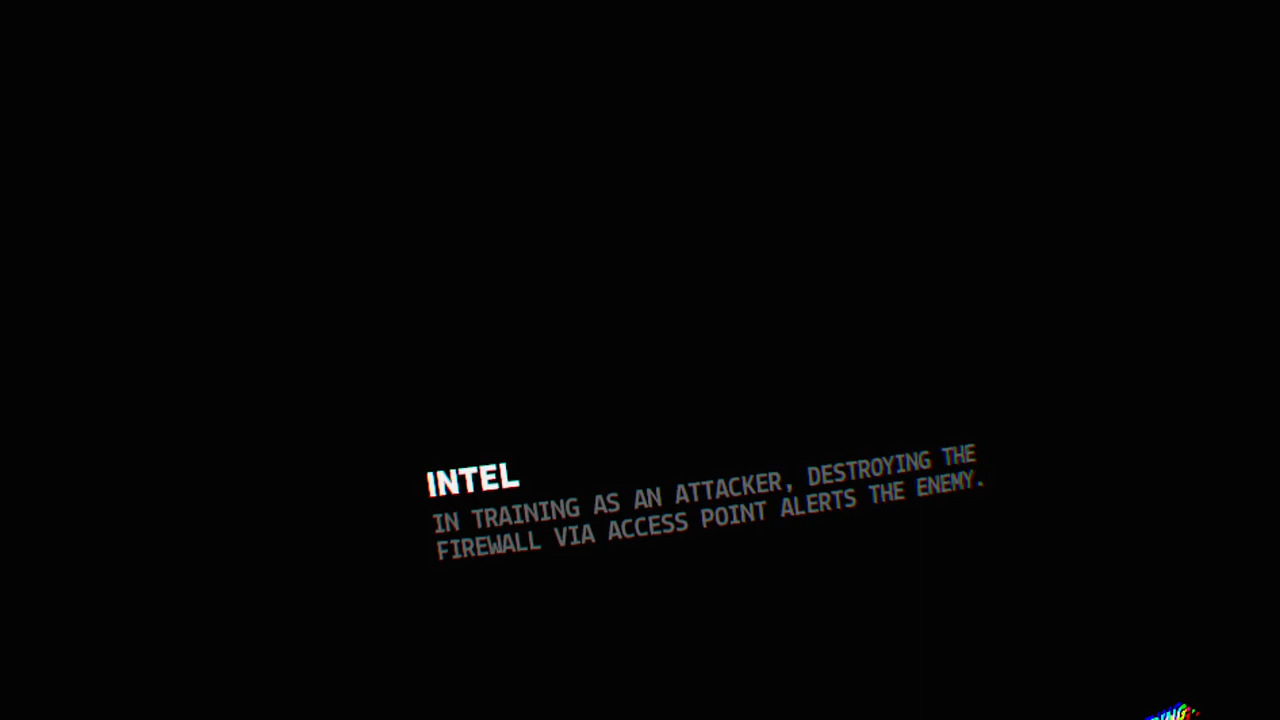 INTEL
IN TRAINING AS AN ATTACKER, DESTROYING THE
FIREWALL VIA ACCESS POINT ALERTS THE ENEMY.